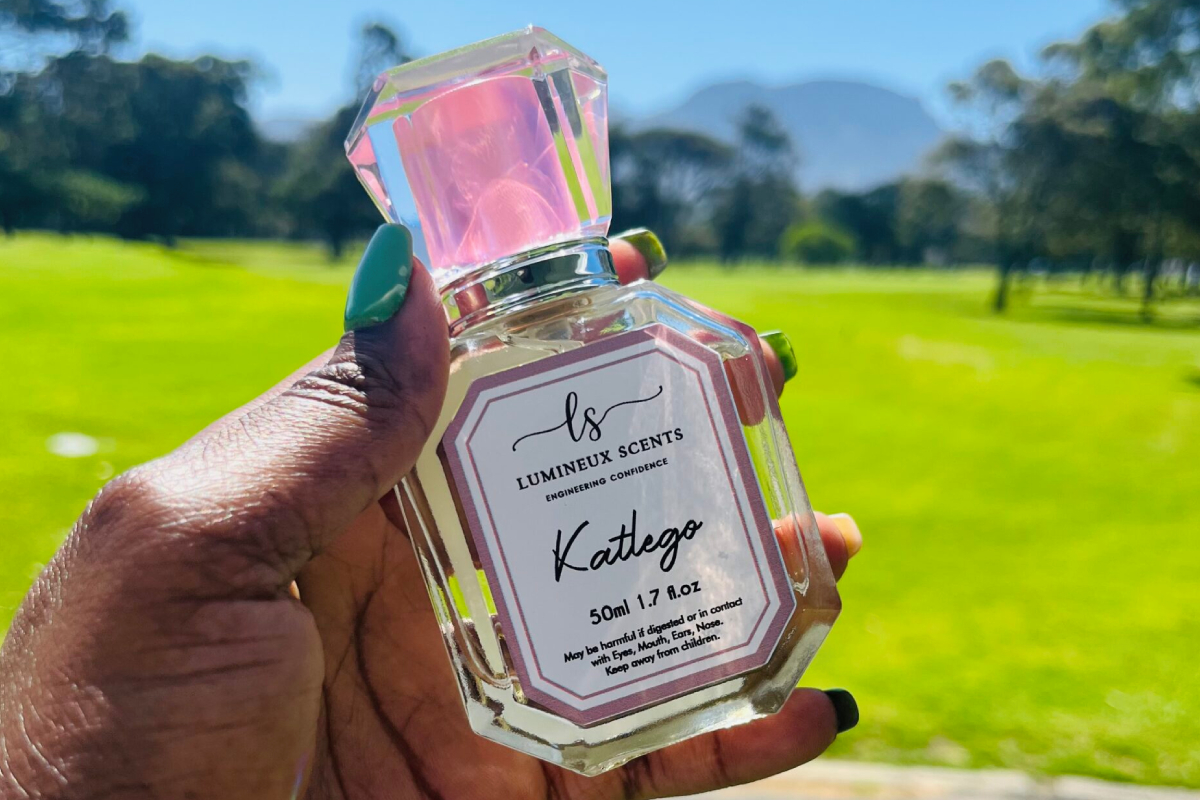 ls
LUMINEUX SCENTS
ENGINEERING CONFIDENCE
Katlego
50ml 1.7 fl.oz
May be harmful if digested or in contact
with Eyes, Mouth, Ears, Nose.
Keep away from children.